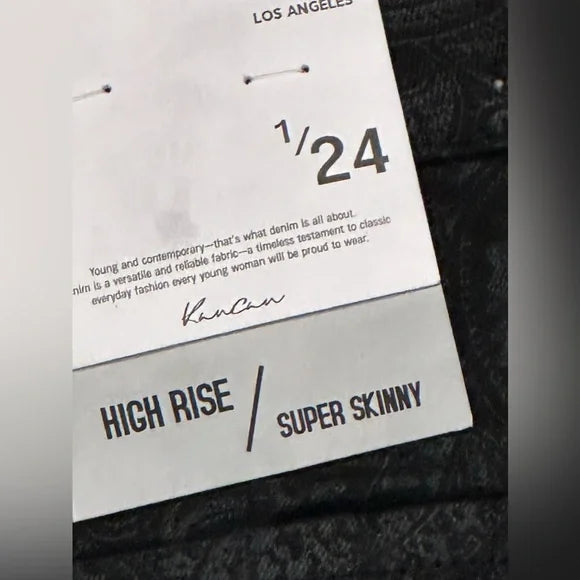 LOS ANGELES
1/24
Young and contemporary—that's what denim is all about.
nim is a versatile and reliable fabric—a timeless testament to classic
everyday fashion every young woman will be proud to wear.
Kancan
HIGH RISE / SUPER SKINNY